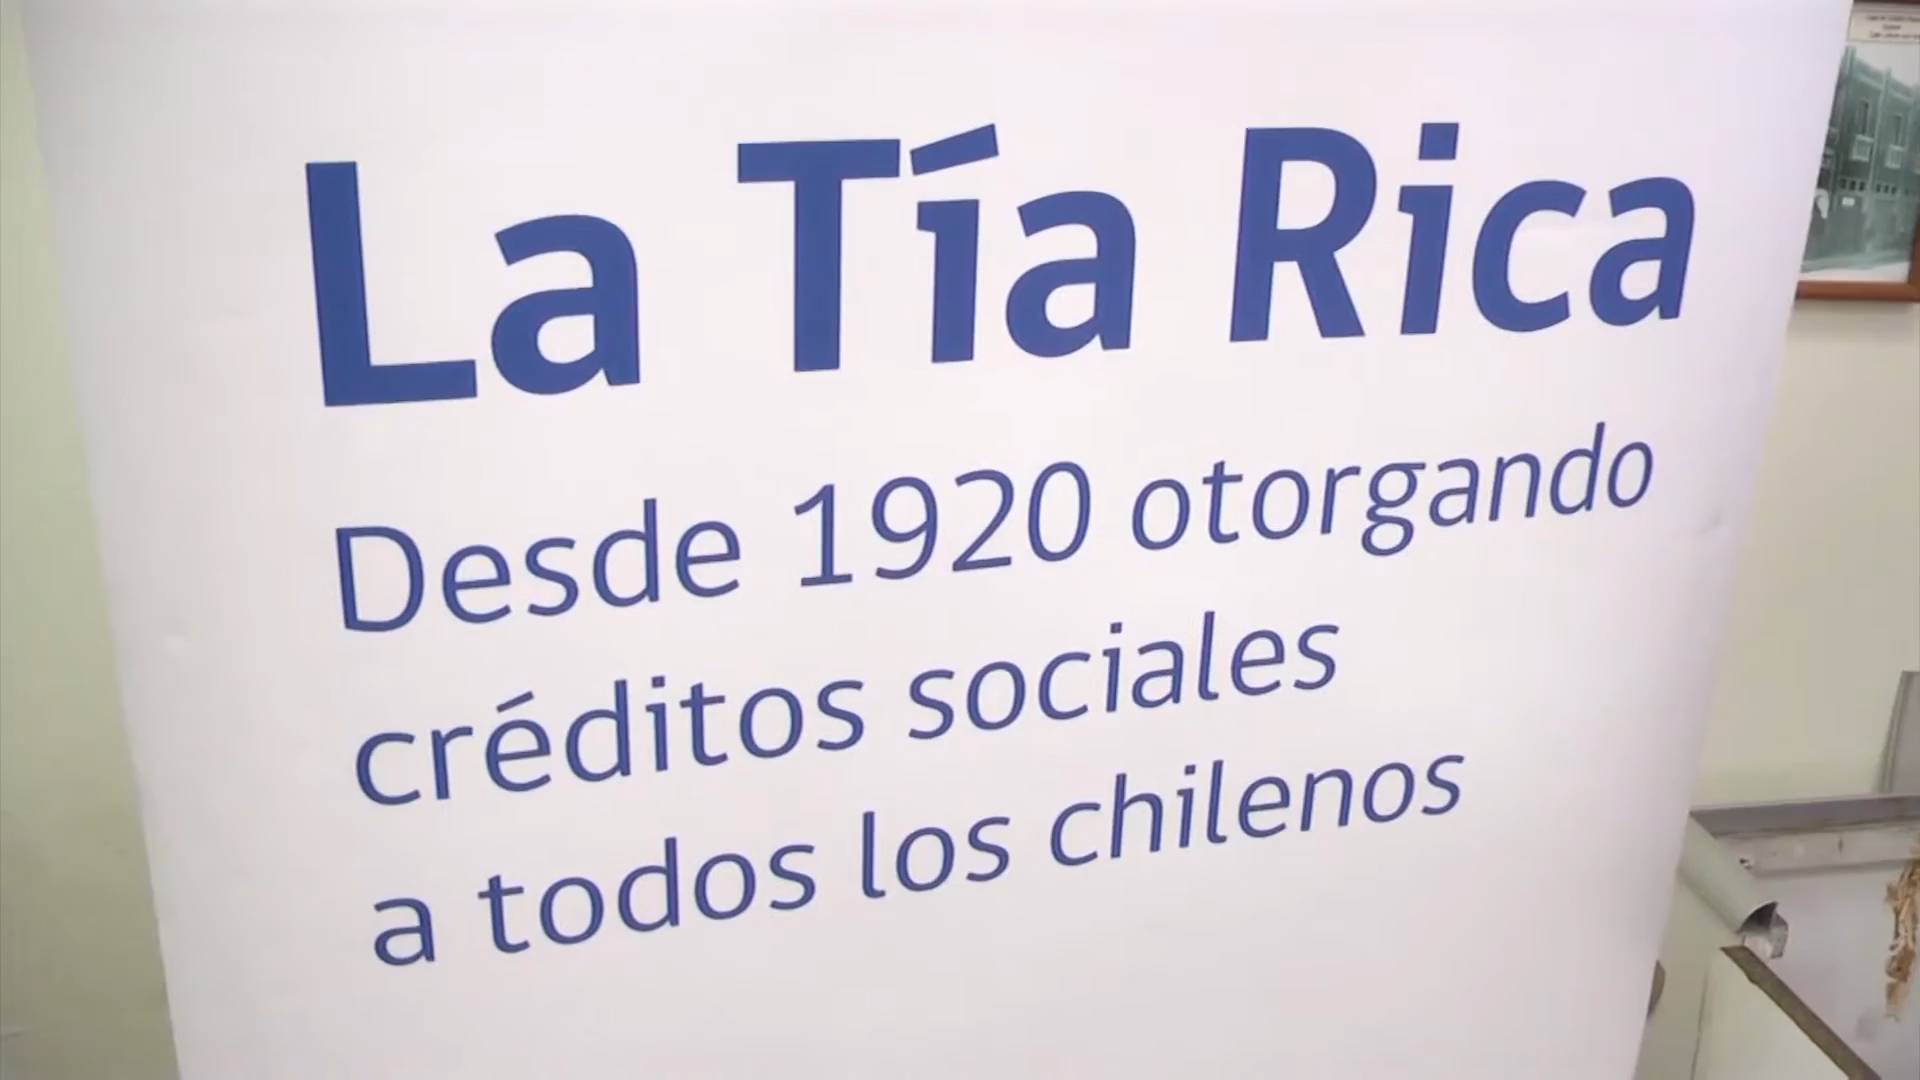 La Tía Rica
Desde 1920 otorgando
créditos sociales
a todos los chilenos